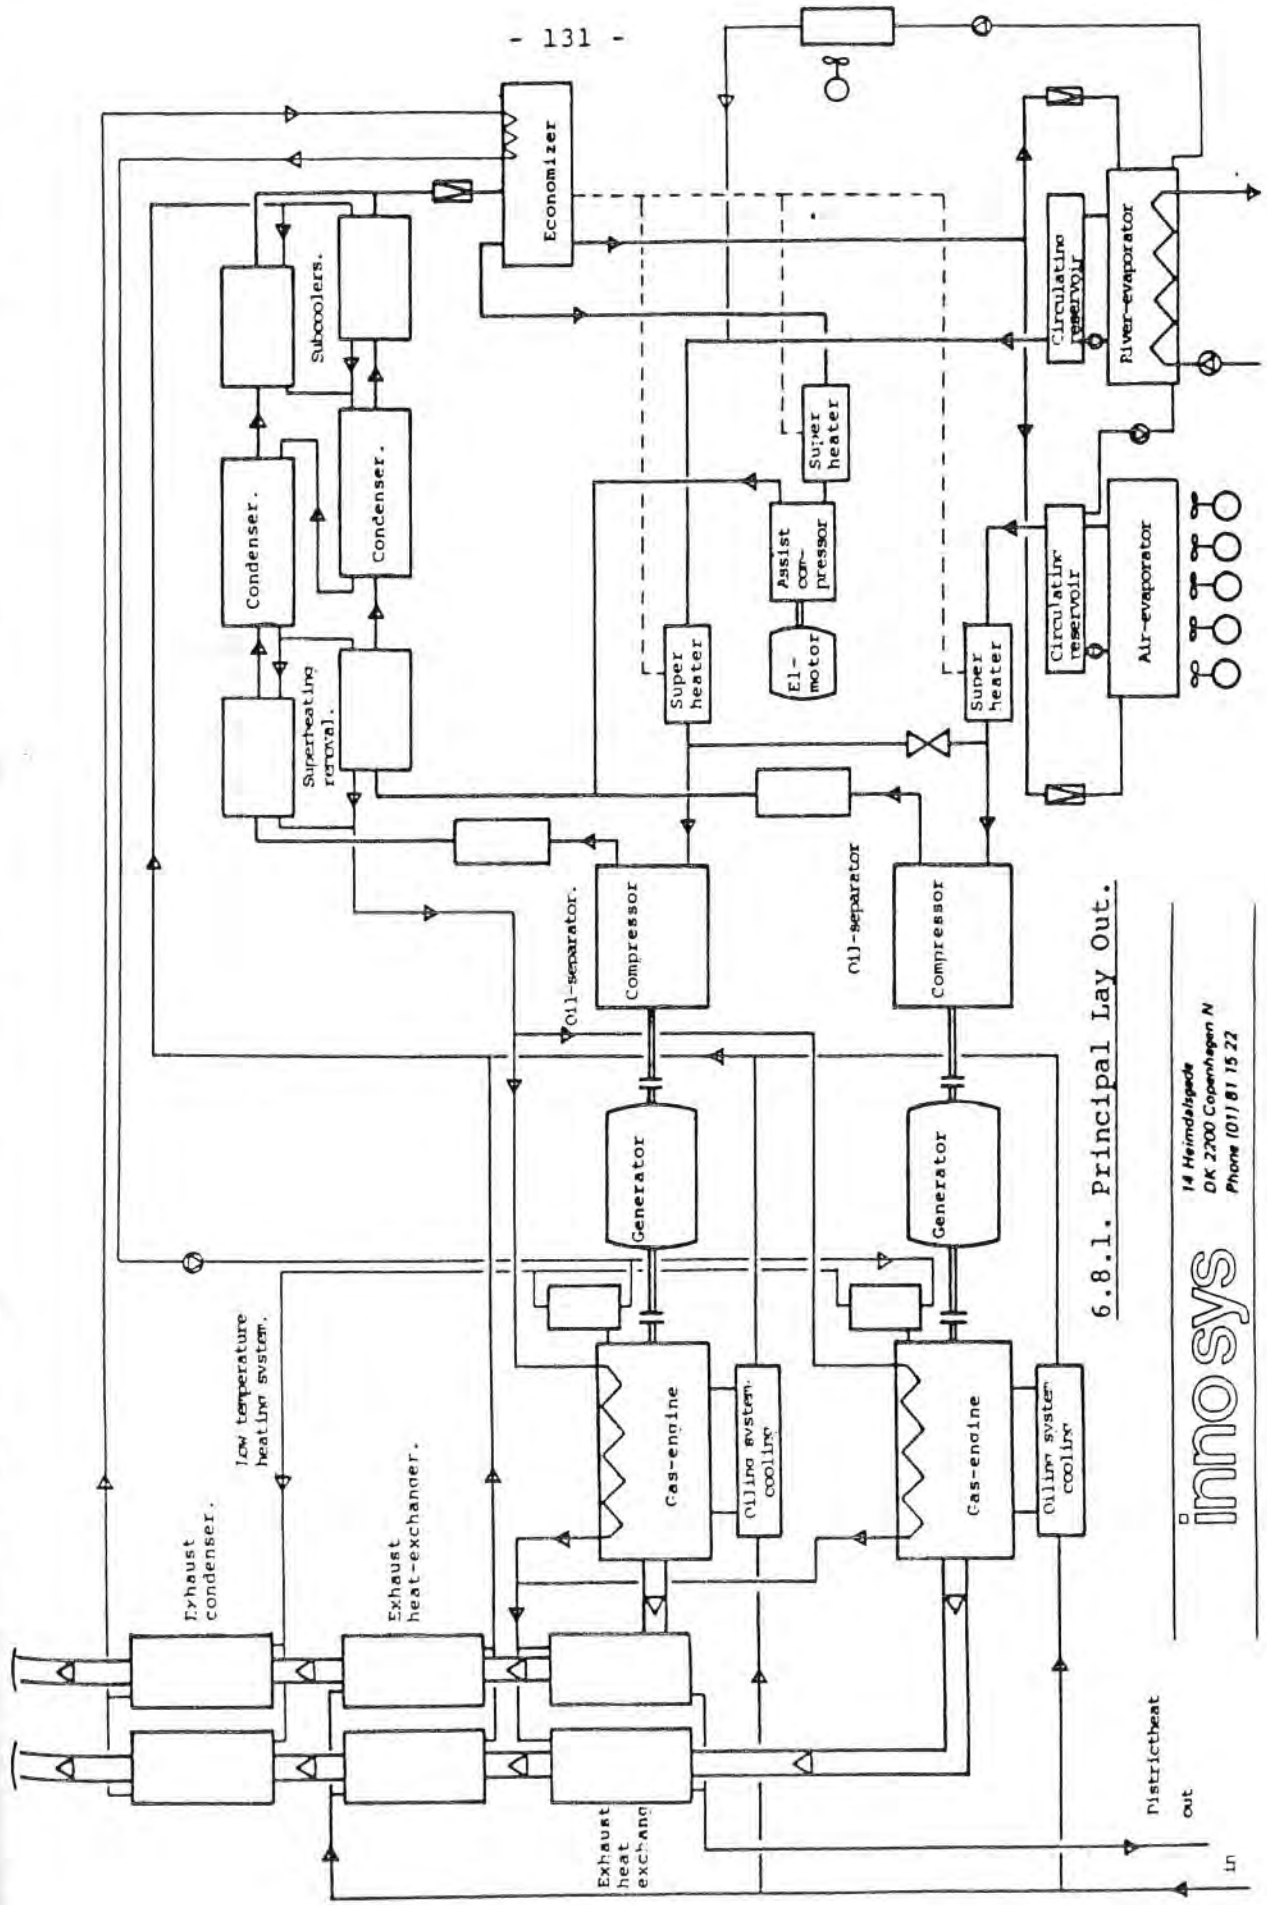 - 131 -
Economizer
Subcoolers.
Condenser.
Condenser.
Superheating
removal.
Super
heater
Assist
com-
pressor
El-
motor
Super
heater
Super
heater
Circulating
reservoir
River-evaporator
Circulating
reservoir
Air-evaporator
Oil-separator.
Oil-separator
Compressor
Compressor
Generator
Generator
Low temperature
heating system.
Gas-engine
Gas-engine
Oiling system
cooling
Oiling system
cooling
Exhaust
condenser.
Exhaust
heat-exchanger.
Exhaust
heat
exchang
Districtheat
out
in
6.8.1. Principal Lay Out.
innosys
14 Heimdalsgade
DK 2200 Copenhagen N
Phone (01) 81 15 22